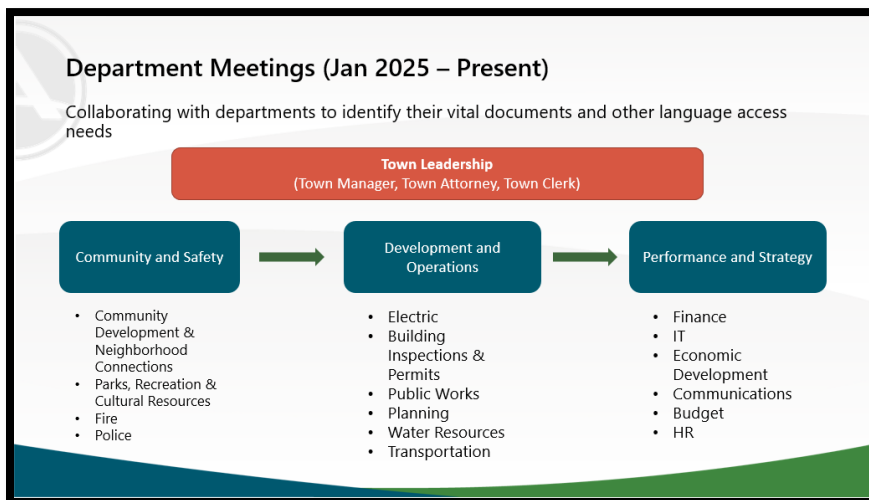 Department Meetings (Jan 2025 – Present)
Collaborating with departments to identify their vital documents and other language access
needs
Town Leadership
(Town Manager, Town Attorney, Town Clerk)
Community and Safety
• Community
Development &
Neighborhood
Connections
• Parks, Recreation &
Cultural Resources
• Fire
• Police
Development and
Operations
• Electric
• Building
Inspections &
Permits
• Public Works
• Planning
• Water Resources
• Transportation
Performance and Strategy
• Finance
• IT
• Economic
Development
• Communications
• Budget
• HR